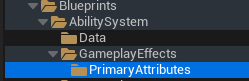 Blueprints
AbilitySystem
Data
GameplayEffects
PrimaryAttributes